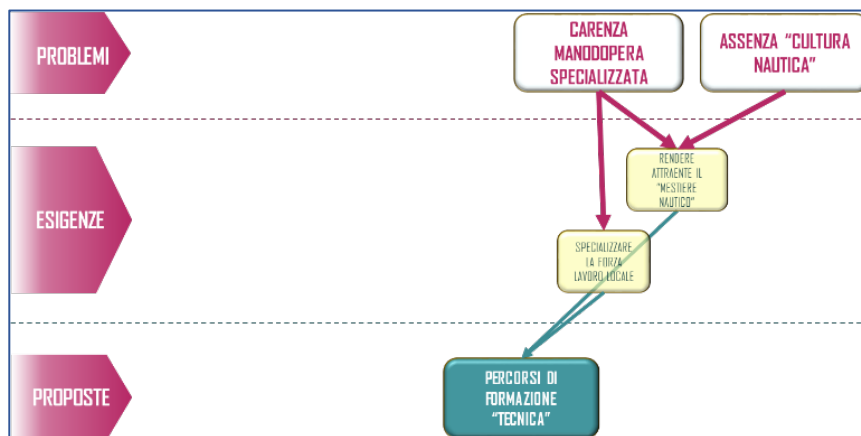 PROBLEMI
CARENZA
MANODOPERA
SPECIALIZZATA
ASSENZA “CULTURA
NAUTICA”
ESIGENZE
RENDERE
ATTRAENTE IL
“MESTIERE
NAUTICO”
SPECIALIZZARE
LA FORZA
LAVORO LOCALE
PROPOSTE
PERCORSI DI
FORMAZIONE
“TECNICA”